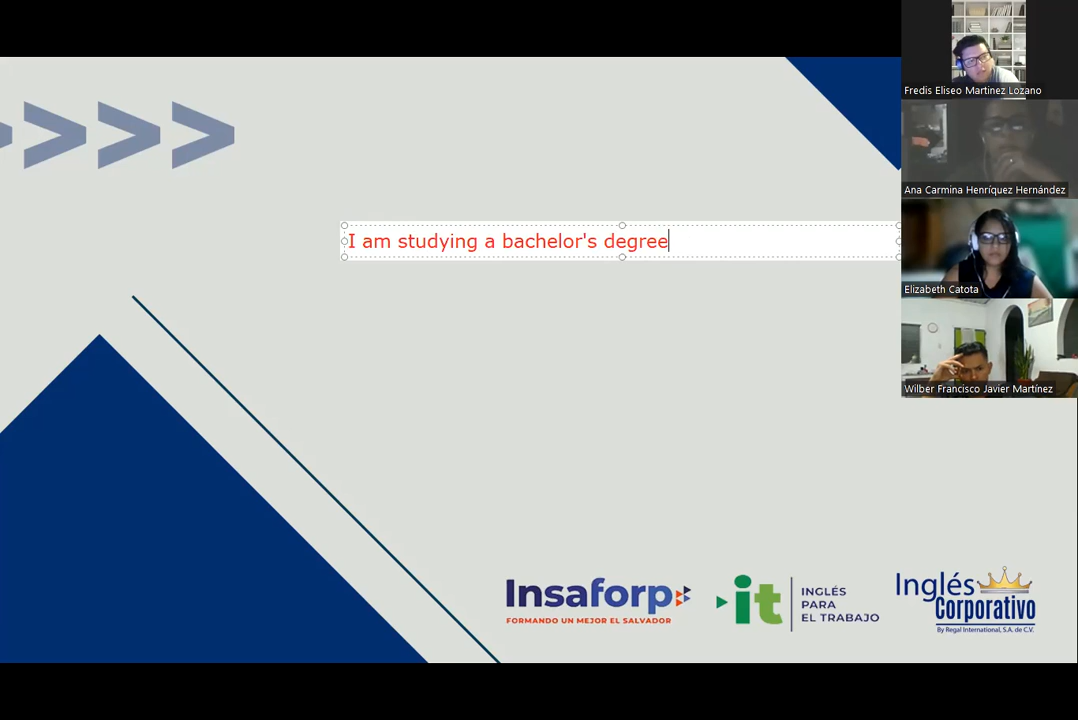 I am studying a bachelor's degree
Fredis Eliseo Martinez Lozano
Ana Carmina Henríquez Hernández
Elizabeth Catota
Wilber Francisco Javier Martínez
Insaforp
FORMANDO UN MEJOR EL SALVADOR
it
INGLÉS
PARA
EL TRABAJO
Inglés
Corporativo
By Regal International, S.A. de C.V.